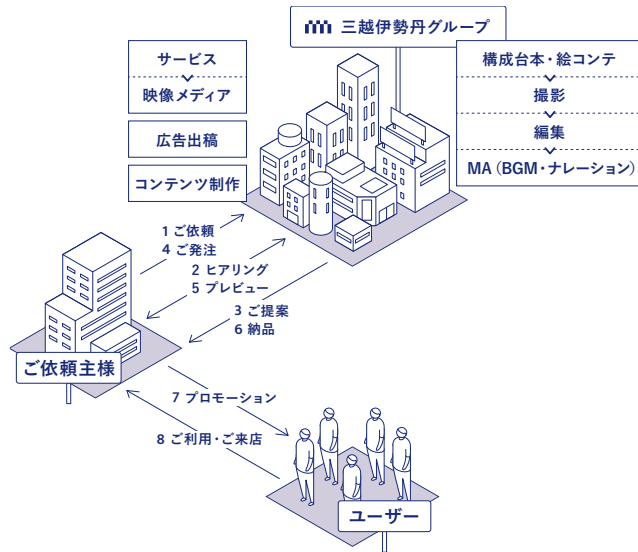 三越伊勢丹グループ
サービス
映像メディア
広告出稿
コンテンツ制作
構成台本・絵コンテ
撮影
編集
MA（BGM・ナレーション）
1 ご依頼
4 ご発注
2 ヒアリング
5 プレビュー
3 ご提案
6 納品
ご依頼主様
7 プロモーション
8 ご利用・ご来店
ユーザー